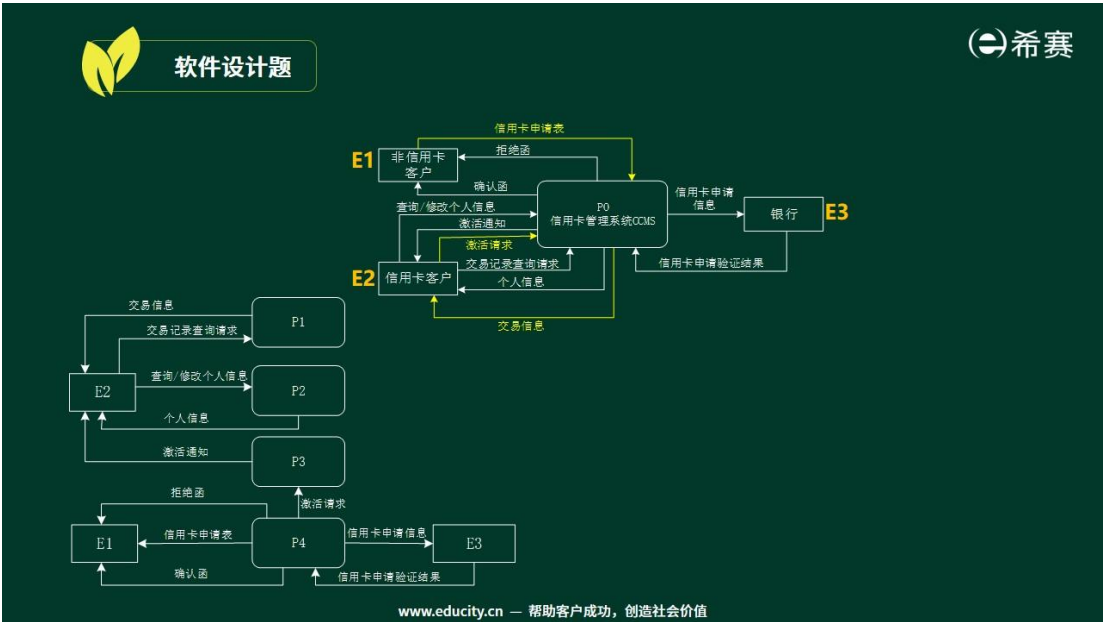 希赛
软件设计题
信用卡申请表
E1
非信用卡
客户
拒绝函
确认函
查询/修改个人信息
激活通知
激活请求
P0
信用卡管理系统CCMS
信用卡申请
信息
银行
E3
E2
信用卡客户
交易记录查询请求
个人信息
信用卡申请验证结果
交易信息
交易信息
P1
交易记录查询请求
E2
查询/修改个人信息
P2
个人信息
激活通知
P3
拒绝函
激活请求
E1
信用卡申请表
P4
信用卡申请信息
E3
确认函
信用卡申请验证结果
www.educity.cn — 帮助客户成功，创造社会价值